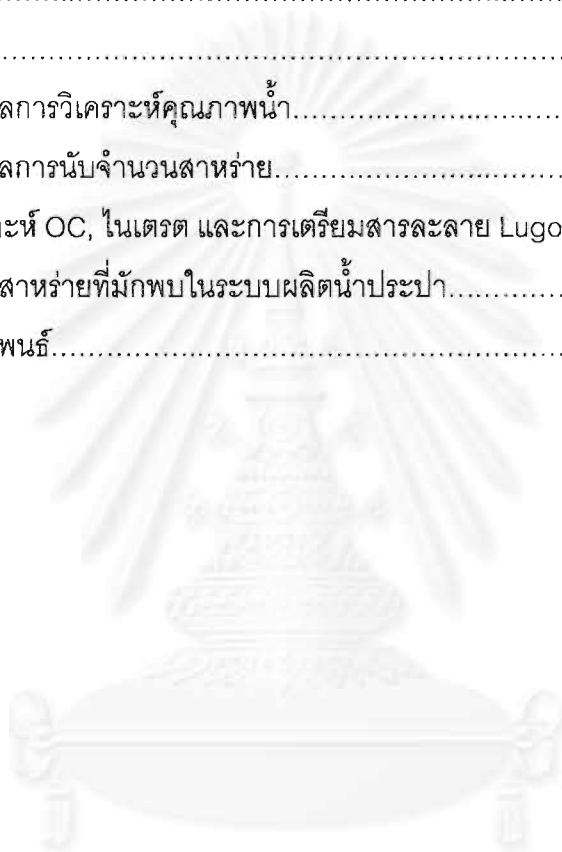 ลการวิเคราะห์คุณภาพน้ำ
ลการนับจำนวนสาหร่าย
าะห์ OC, ไนเตรต และการเตรียมสารละลาย Lugo
สาหร่ายที่มักพบในระบบผลิตน้ำประปา
พนธ์